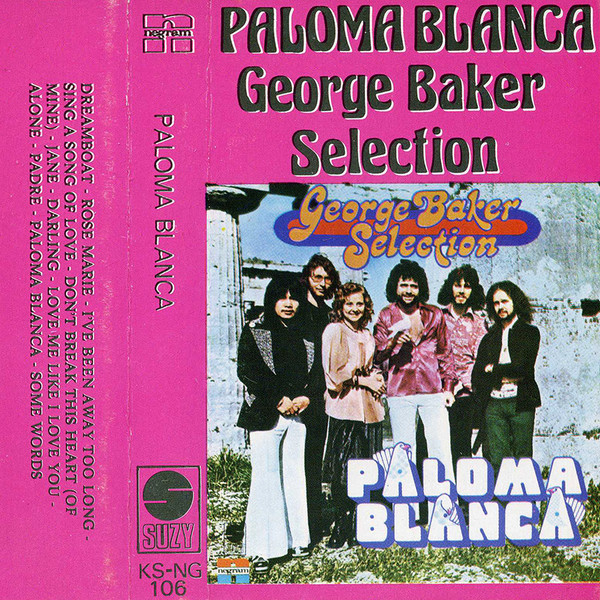 DREAMBOAT - ROSE MARIE - I'VE BEEN AWAY TOO LONG -
SING A SONG OF LOVE - DON'T BREAK THIS HEART (OF
MINE) - JANE - DARLING - LOVE ME LIKE I LOVE YOU -
ALONE - PADRE - PALOMA BLANCA - SOME WORDS
negram
PALOMA BLANCA
SUZY
KS-NG
106
PALOMA BLANCA
George Baker
Selection
George Baker
Selection
PALOMA
BLANCA
negram